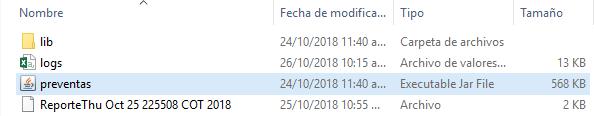 Nombre Fecha de modifica... Tipo Tamaño
lib 24/10/2018 11:40 a... Carpeta de archivos
logs 26/10/2018 10:15 a... Archivo de valores... 13 KB
preventas 24/10/2018 11:40 a... Executable Jar File 568 KB
ReporteThu Oct 25 225508 COT 2018 25/10/2018 10:55 ... Archivo 2 KB